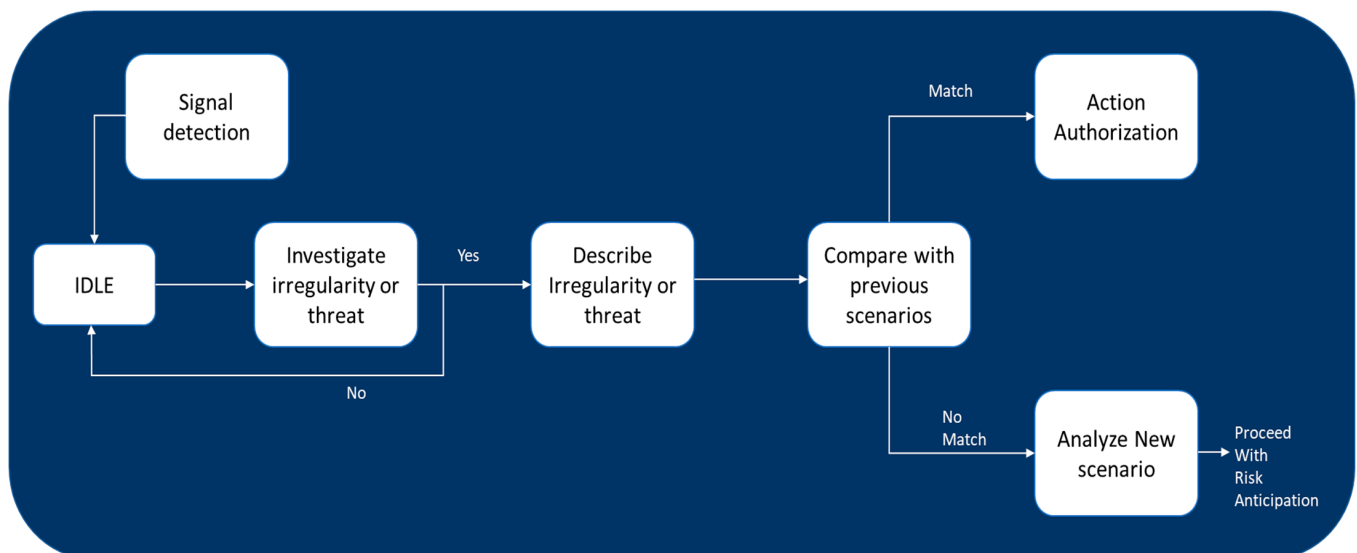 Signal
detection
IDLE
Investigate
irregularity or
threat
Yes
No
Describe
Irregularity or
threat
Compare with
previous
scenarios
Match
Action
Authorization
No
Match
Analyze New
scenario
Proceed
With
Risk
Anticipation